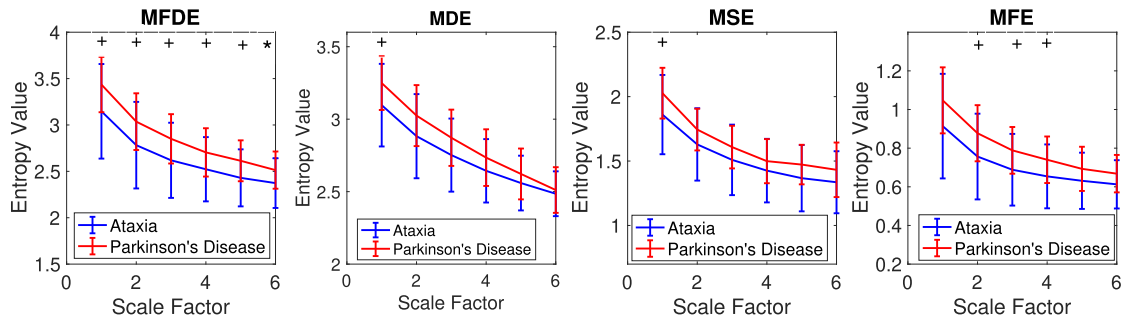 MFDE
+ + + + + *
4
3.5
3
2.5
2
1.5
Entropy Value
Ataxia
Parkinson's Disease
0 2 4 6
Scale Factor
MDE
+
3.5
3
2.5
2
Entropy Value
Ataxia
Parkinson's Disease
0 2 4 6
Scale Factor
MSE
+
2.5
2
1.5
1
Entropy Value
Ataxia
Parkinson's Disease
0 2 4 6
Scale Factor
MFE
+ + +
1.2
1
0.8
0.6
0.4
0.2
Entropy Value
Ataxia
Parkinson's Disease
0 2 4 6
Scale Factor